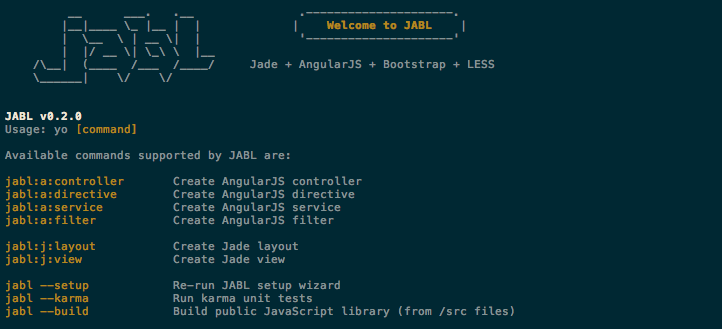 Welcome to JABL
Jade + AngularJS + Bootstrap + LESS
JABL v0.2.0
Usage: yo [command]
Available commands supported by JABL are:
jabl:a:controller Create AngularJS controller
jabl:a:directive Create AngularJS directive
jabl:a:service Create AngularJS service
jabl:a:filter Create AngularJS filter
jabl:j:layout Create Jade layout
jabl:j:view Create Jade view
jabl --setup Re-run JABL setup wizard
jabl --karma Run karma unit tests
jabl --build Build public JavaScript library (from /src files)